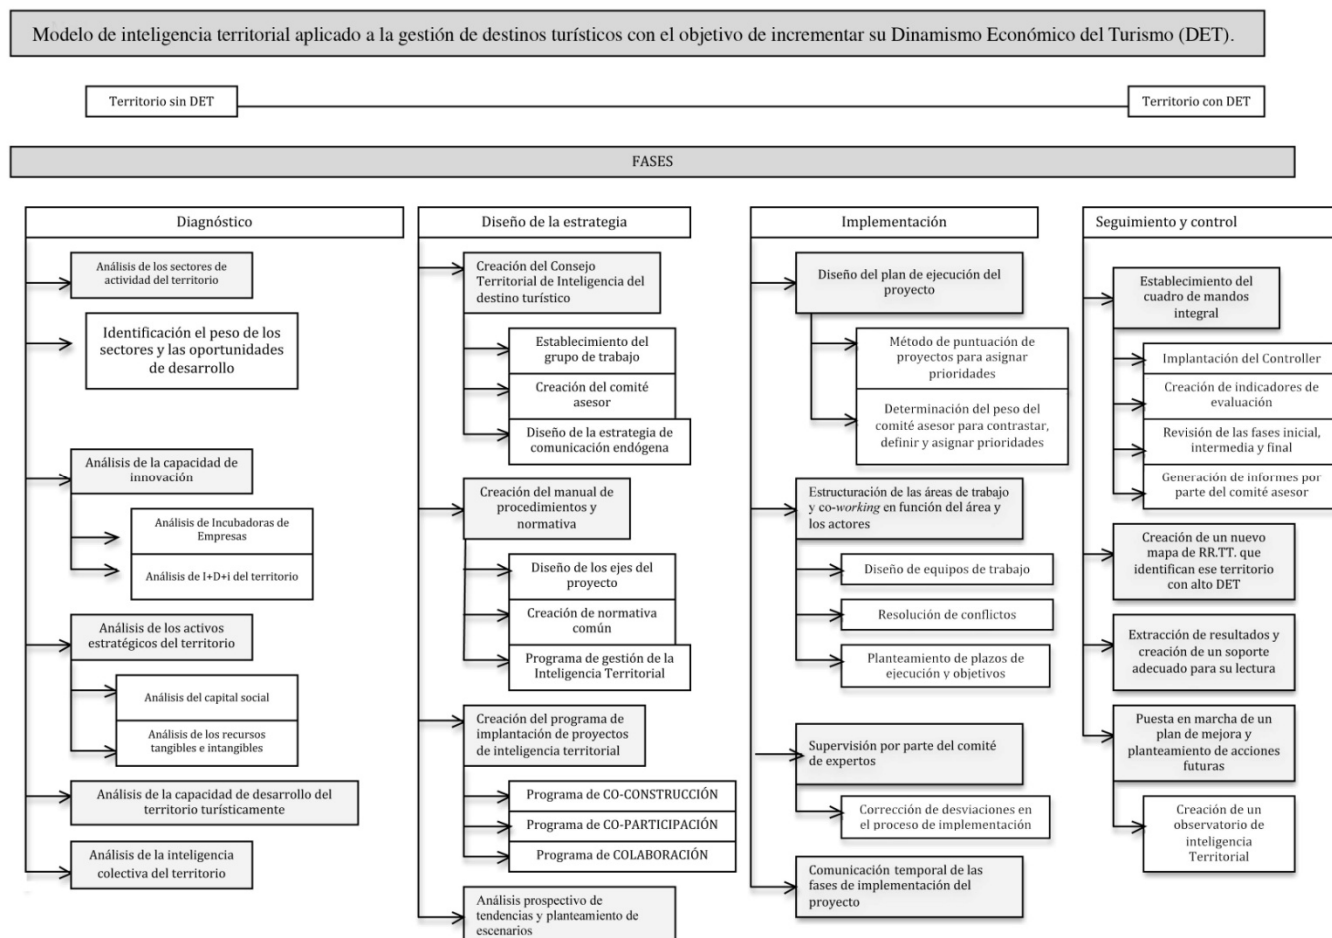 Modelo de inteligencia territorial aplicado a la gestión de destinos turísticos con el objetivo de incrementar su Dinamismo Económico del Turismo (DET).
Territorio sin DET
Territorio con DET
FASES
Diagnóstico
Análisis de los sectores de
actividad del territorio
Identificación el peso de los
sectores y las oportunidades
de desarrollo
Análisis de la capacidad de
innovación
Análisis de Incubadoras de
Empresas
Análisis de I+D+i del territorio
Análisis de los activos
estratégicos del territorio
Análisis del capital social
Análisis de los recursos
tangibles e intangibles
Análisis de la capacidad de desarrollo del
territorio turísticamente
Análisis de la inteligencia
colectiva del territorio
Diseño de la estrategia
Creación del Consejo
Territorial de Inteligencia del
destino turístico
Establecimiento del
grupo de trabajo
Creación del comité
asesor
Diseño de la estrategia de
comunicación endógena
Creación del manual de
procedimientos y
normativa
Diseño de los ejes del
proyecto
Creación de normativa
común
Programa de gestión de la
Inteligencia Territorial
Creación del programa de
implantación de proyectos
de inteligencia territorial
Programa de CO-CONSTRUCCIÓN
Programa de CO-PARTICIPACIÓN
Programa de COLABORACIÓN
Análisis prospectivo de
tendencias y planteamiento de
escenarios
Implementación
Diseño del plan de ejecución del
proyecto
Método de puntuación de
proyectos para asignar
prioridades
Determinación del peso del
comité asesor para contrastar,
definir y asignar prioridades
Estructuración de las áreas de trabajo
y co-working en función del área y
los actores
Diseño de equipos de trabajo
Resolución de conflictos
Planteamiento de plazos de
ejecución y objetivos
Supervisión por parte del comité
de expertos
Corrección de desviaciones en
el proceso de implementación
Comunicación temporal de las
fases de implementación del
proyecto
Seguimiento y control
Establecimiento del
cuadro de mandos
integral
Implantación del Controller
Creación de indicadores de
evaluación
Revisión de las fases inicial,
intermedia y final
Generación de informes por
parte del comité asesor
Creación de un nuevo
mapa de RR.TT. que
identifican ese territorio
con alto DET
Extracción de resultados y
creación de un soporte
adecuado para su lectura
Puesta en marcha de un
plan de mejora y
planteamiento de acciones
futuras
Creación de un
observatorio de
inteligencia
Territorial